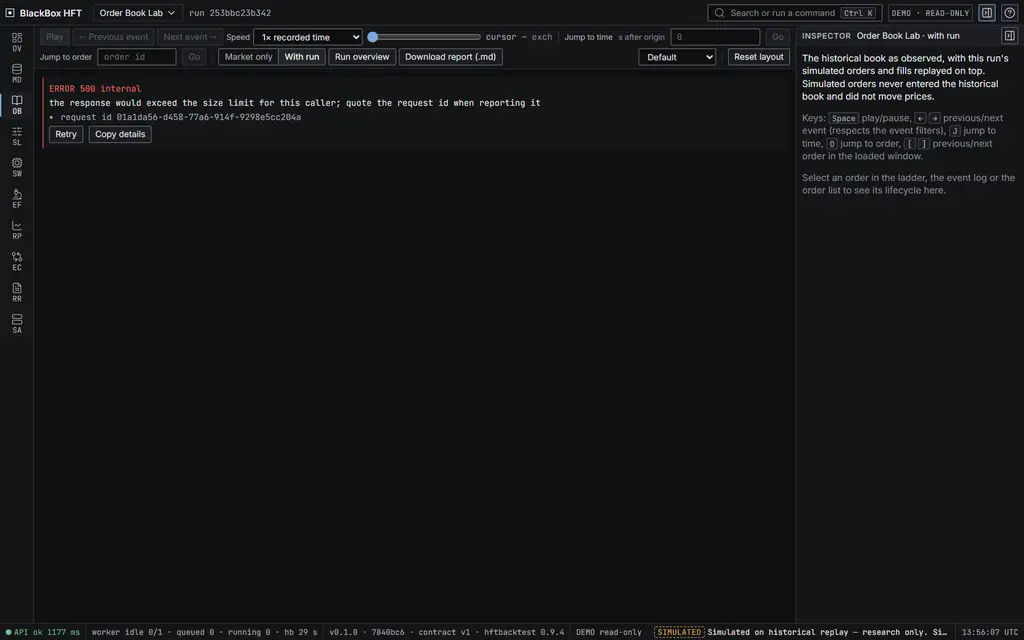 BlackBox HFT Order Book Lab run 253bbc23b342 Search or run a command Ctrl K DEMO · READ-ONLY
Play ← Previous event Next event → Speed 1× recorded time cursor — exch Jump to time s after origin 0 Go
Jump to order order id Go Market only With run Run overview Download report (.md) Default Reset layout
OV
MD
OB
SL
SW
EF
RP
EC
RR
SA
ERROR 500 internal
the response would exceed the size limit for this caller; quote the request id when reporting it
• request id 01a1da56-d458-77a6-914f-9298e5cc204a
Retry Copy details
INSPECTOR Order Book Lab · with run
The historical book as observed, with this run's
simulated orders and fills replayed on top.
Simulated orders never entered the historical
book and did not move prices.
Keys: Space play/pause, ← → previous/next
event (respects the event filters), J jump to
time, O jump to order, [ ] previous/next
order in the loaded window.
Select an order in the ladder, the event log or the
order list to see its lifecycle here.
API ok 1177 ms worker idle 0/1 · queued 0 · running 0 · hb 29 s v0.1.0 · 7840bc6 · contract v1 · hftbacktest 0.9.4 DEMO read-only SIMULATED Simulated on historical replay — research only. Si… 13:56:07 UTC